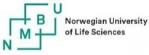 N M B U
Norwegian University
of Life Sciences